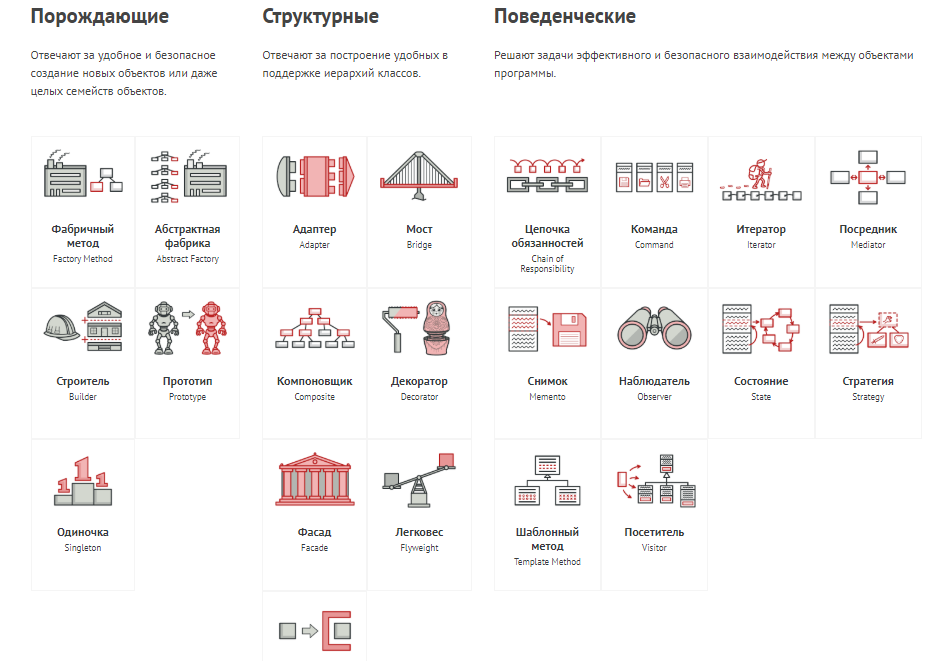 Порождающие
Отвечают за удобное и безопасное
создание новых объектов или даже
целых семейств объектов.
Фабричный
метод
Factory Method
Абстрактная
фабрика
Abstract Factory
Строитель
Builder
Прототип
Prototype
1
1
1
Одиночка
Singleton
Структурные
Отвечают за построение удобных в
поддержке иерархий классов.
Адаптер
Adapter
Мост
Bridge
Компоновщик
Composite
Декоратор
Decorator
Фасад
Facade
Легковес
Flyweight
Поведенческие
Решают задачи эффективного и безопасного взаимодействия между объектами
программы.
Цепочка
обязанностей
Chain of
Responsibility
Команда
Command
Итератор
Iterator
Посредник
Mediator
Снимок
Memento
Наблюдатель
Observer
Состояние
State
Стратегия
Strategy
Шаблонный
метод
Template Method
Посетитель
Visitor